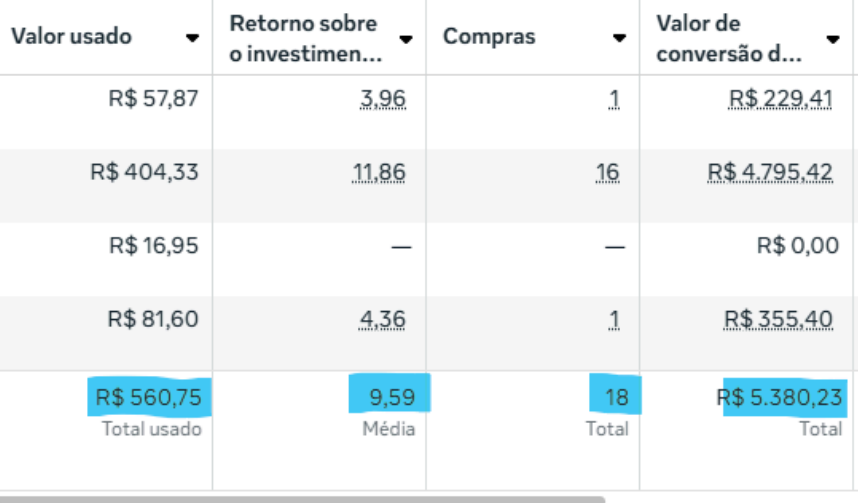 Valor usado
Retorno sobre
o investimen...
Compras
Valor de
conversão d...
R$ 57,87
3,96
1
R$ 229,41
R$ 404,33
11,86
16
R$ 4.795,42
R$ 16,95
—
—
R$ 0,00
R$ 81,60
4,36
1
R$ 355,40
R$ 560,75
9,59
18
R$ 5.380,23
Total usado
Média
Total
Total